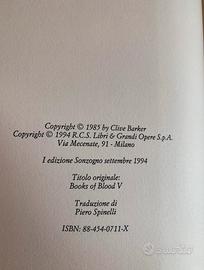 Copyright © 1985 by Clive Barker
Copyright © 1994 R.C.S. Libri & Grandi Opere S.p.A.
Via Mecenate, 91 - Milano
I edizione Sonzogno settembre 1994
Titolo originale:
Books of Blood V
Traduzione di
Piero Spinelli
ISBN: 88-454-0711-X
subito